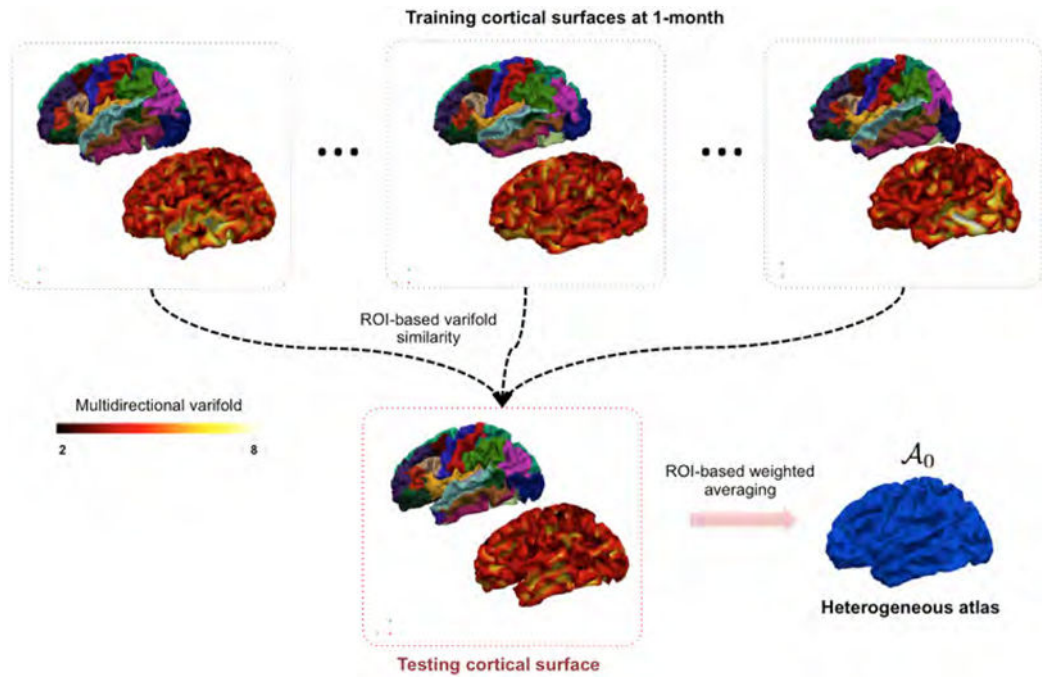 Training cortical surfaces at 1-month
ROI-based varifold
similarity
Multidirectional varifold
2 8
ROI-based weighted
averaging
𝒜₀
Heterogeneous atlas
Testing cortical surface